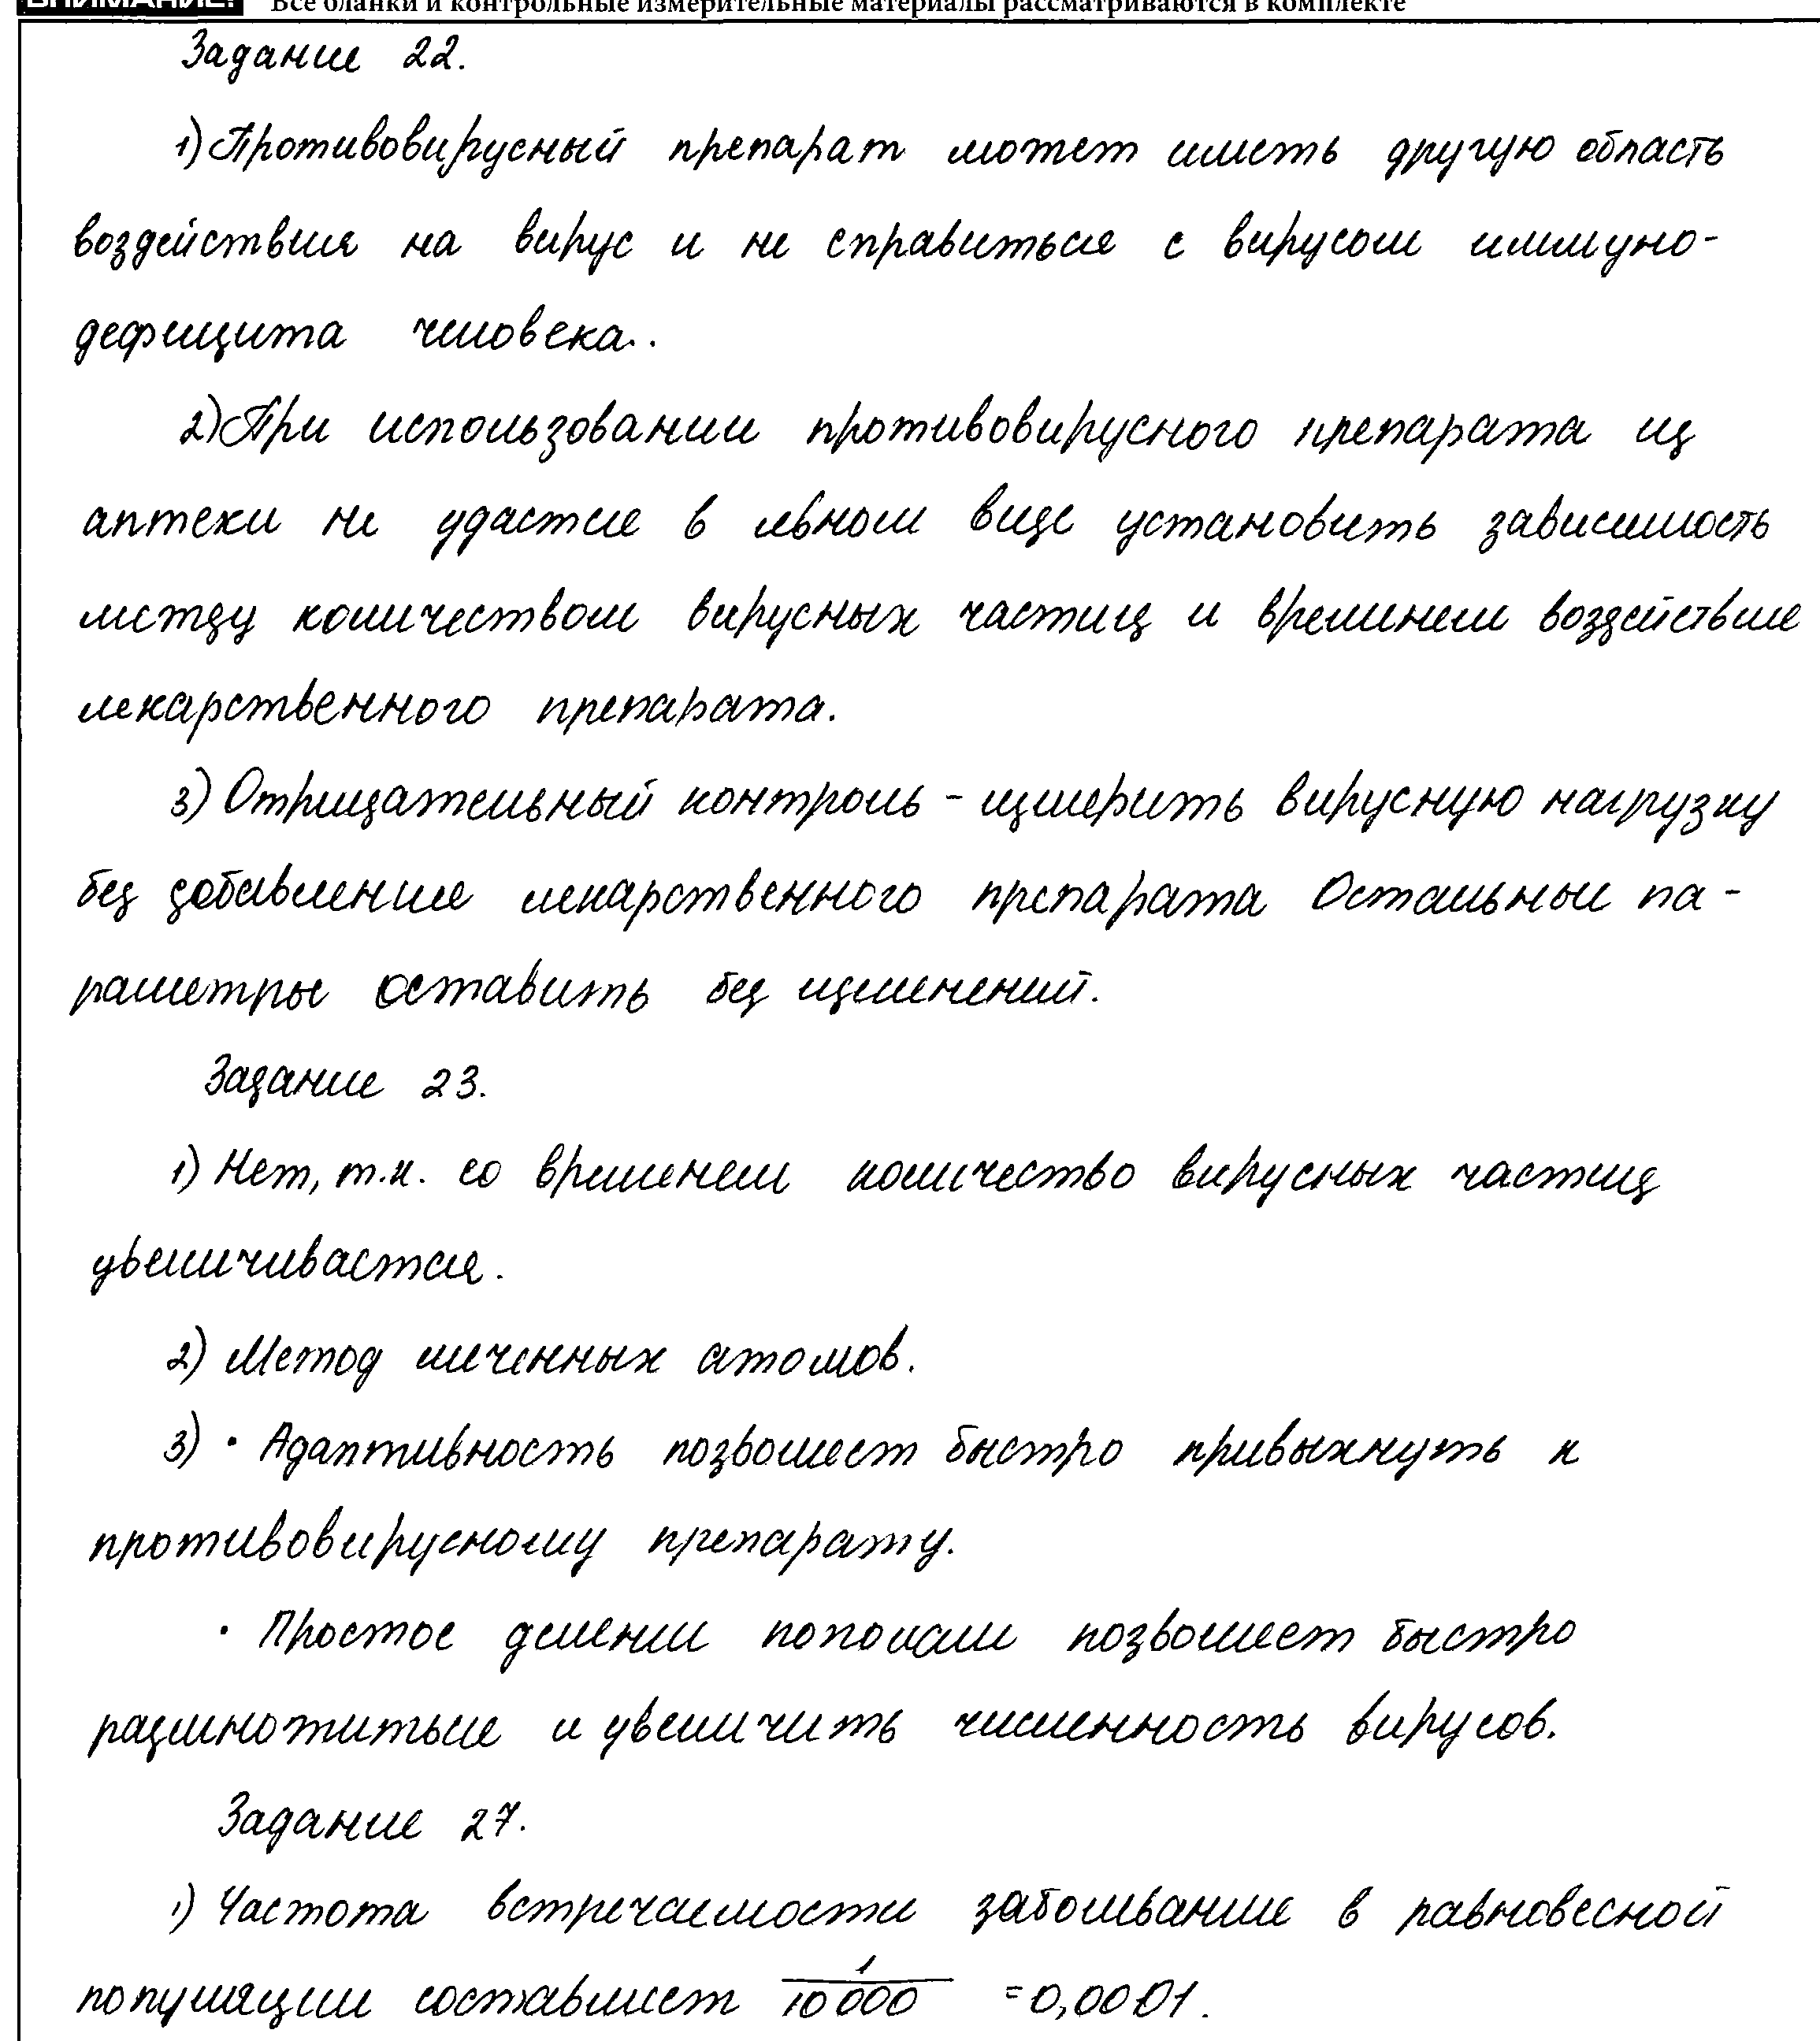 ВНИМАНИЕ! Все бланки и контрольные измерительные материалы рассматриваются в комплекте
Задание 22.
1) Противовирусный препарат может иметь другую область
воздействия на вирус и не справиться с вирусом иммуно-
дефицита человека..
2) При использовании противовирусного препарата из
аптеки не удастся в явном виде установить зависимость
между количеством вирусных частиц и временем воздействия
лекарственного препарата.
3) Отрицательный контроль - измерить вирусную нагрузку
без добавления лекарственного препарата Остальные па-
раметры оставить без изменений.
Задание 23.
1) Нет, т.к. со временем количество вирусных частиц
увеличивается.
2) Метод меченных атомов.
3) • Адаптивность позволяет быстро привыкнуть к
противовирусному препарату.
• Простое деление пополам позволяет быстро
размножиться и увеличить численность вирусов.
Задание 27.
1) Частота встречаемости заболевания в равновесной
популяции составляет 1/10000 = 0,0001.